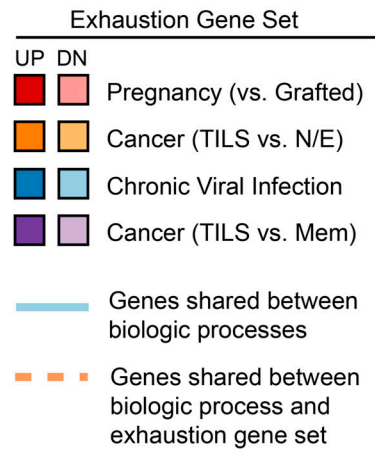 Exhaustion Gene Set
UP DN
Pregnancy (vs. Grafted)
Cancer (TILS vs. N/E)
Chronic Viral Infection
Cancer (TILS vs. Mem)
Genes shared between
biologic processes
Genes shared between
biologic process and
exhaustion gene set